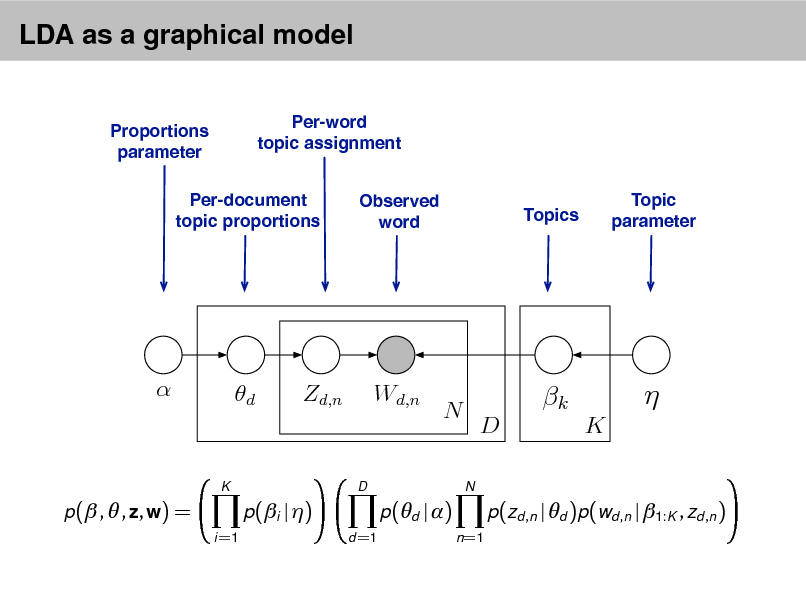 LDA as a graphical model
Proportions
parameter
Per-word
topic assignment
Per-document
topic proportions
Observed
word
Topics
Topic
parameter
α
θd
Zd,n
Wd,n
N
D
βk
K
η
p(β, θ, z, w) = (∏_{i=1}^{K} p(βi | η)) (∏_{d=1}^{D} p(θd | α) ∏_{n=1}^{N} p(zd,n | θd)p(wd,n | β1:K, zd,n))